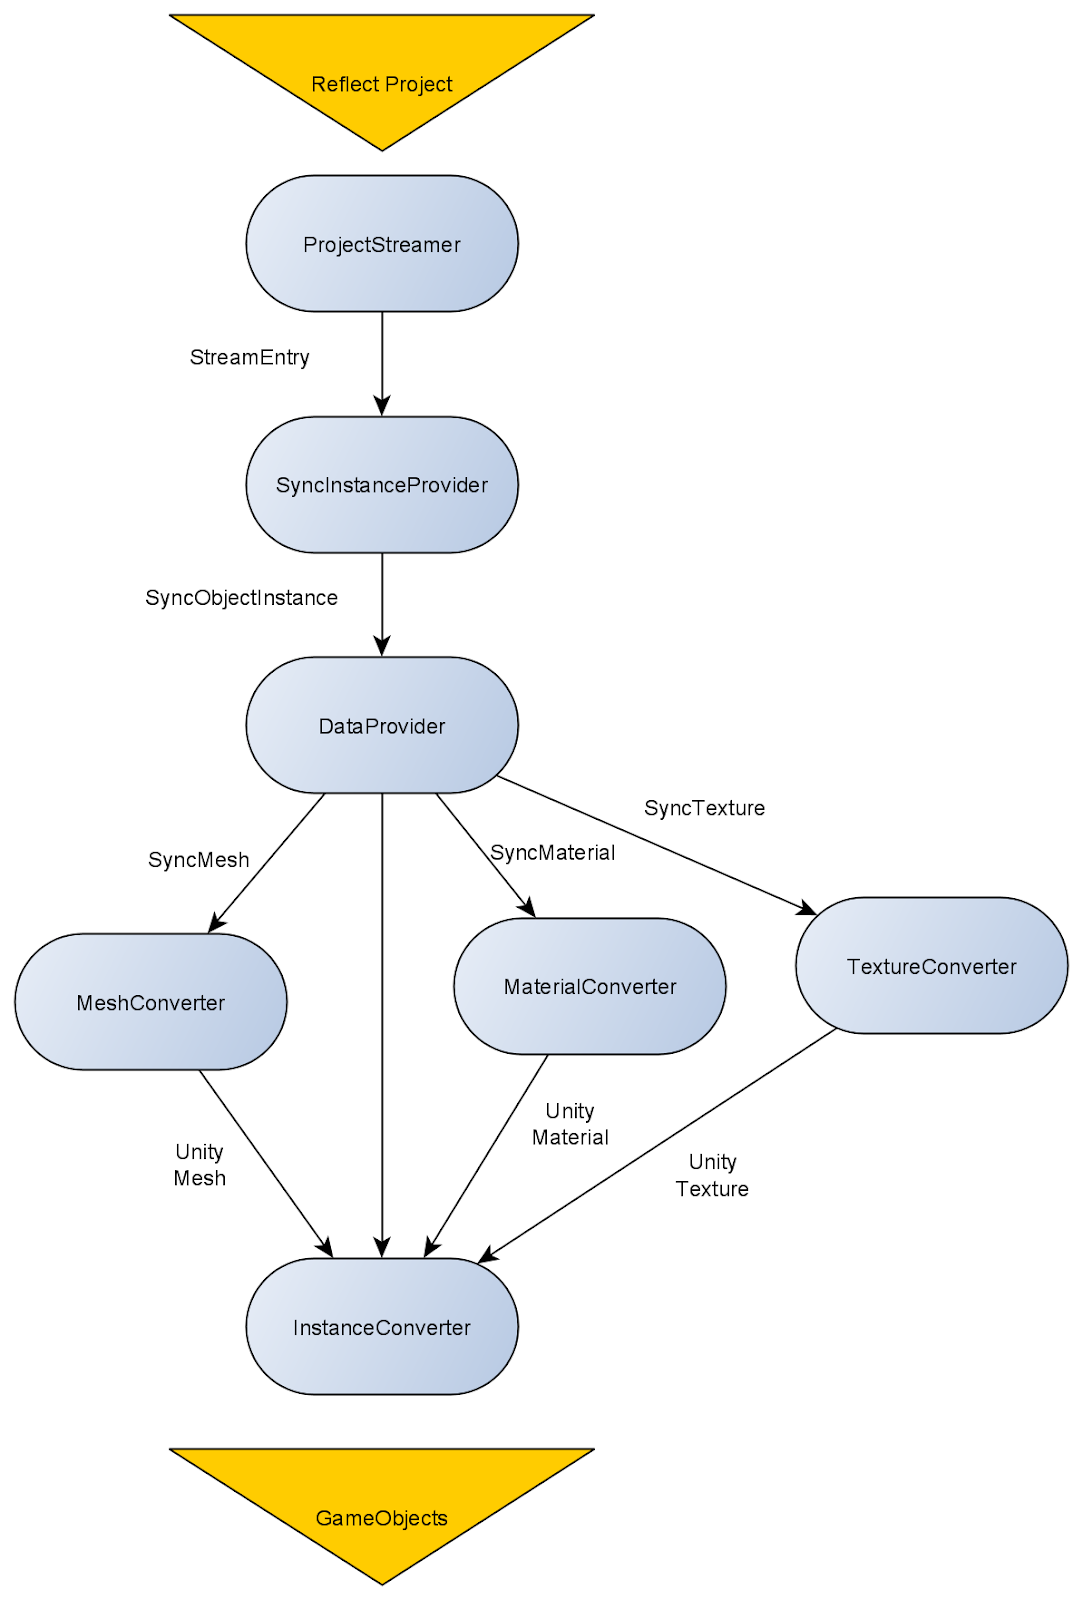 Reflect Project
ProjectStreamer
StreamEntry
SyncInstanceProvider
SyncObjectInstance
DataProvider
SyncTexture
SyncMesh
SyncMaterial
MeshConverter
MaterialConverter
TextureConverter
Unity
Mesh
Unity
Material
Unity
Texture
InstanceConverter
GameObjects